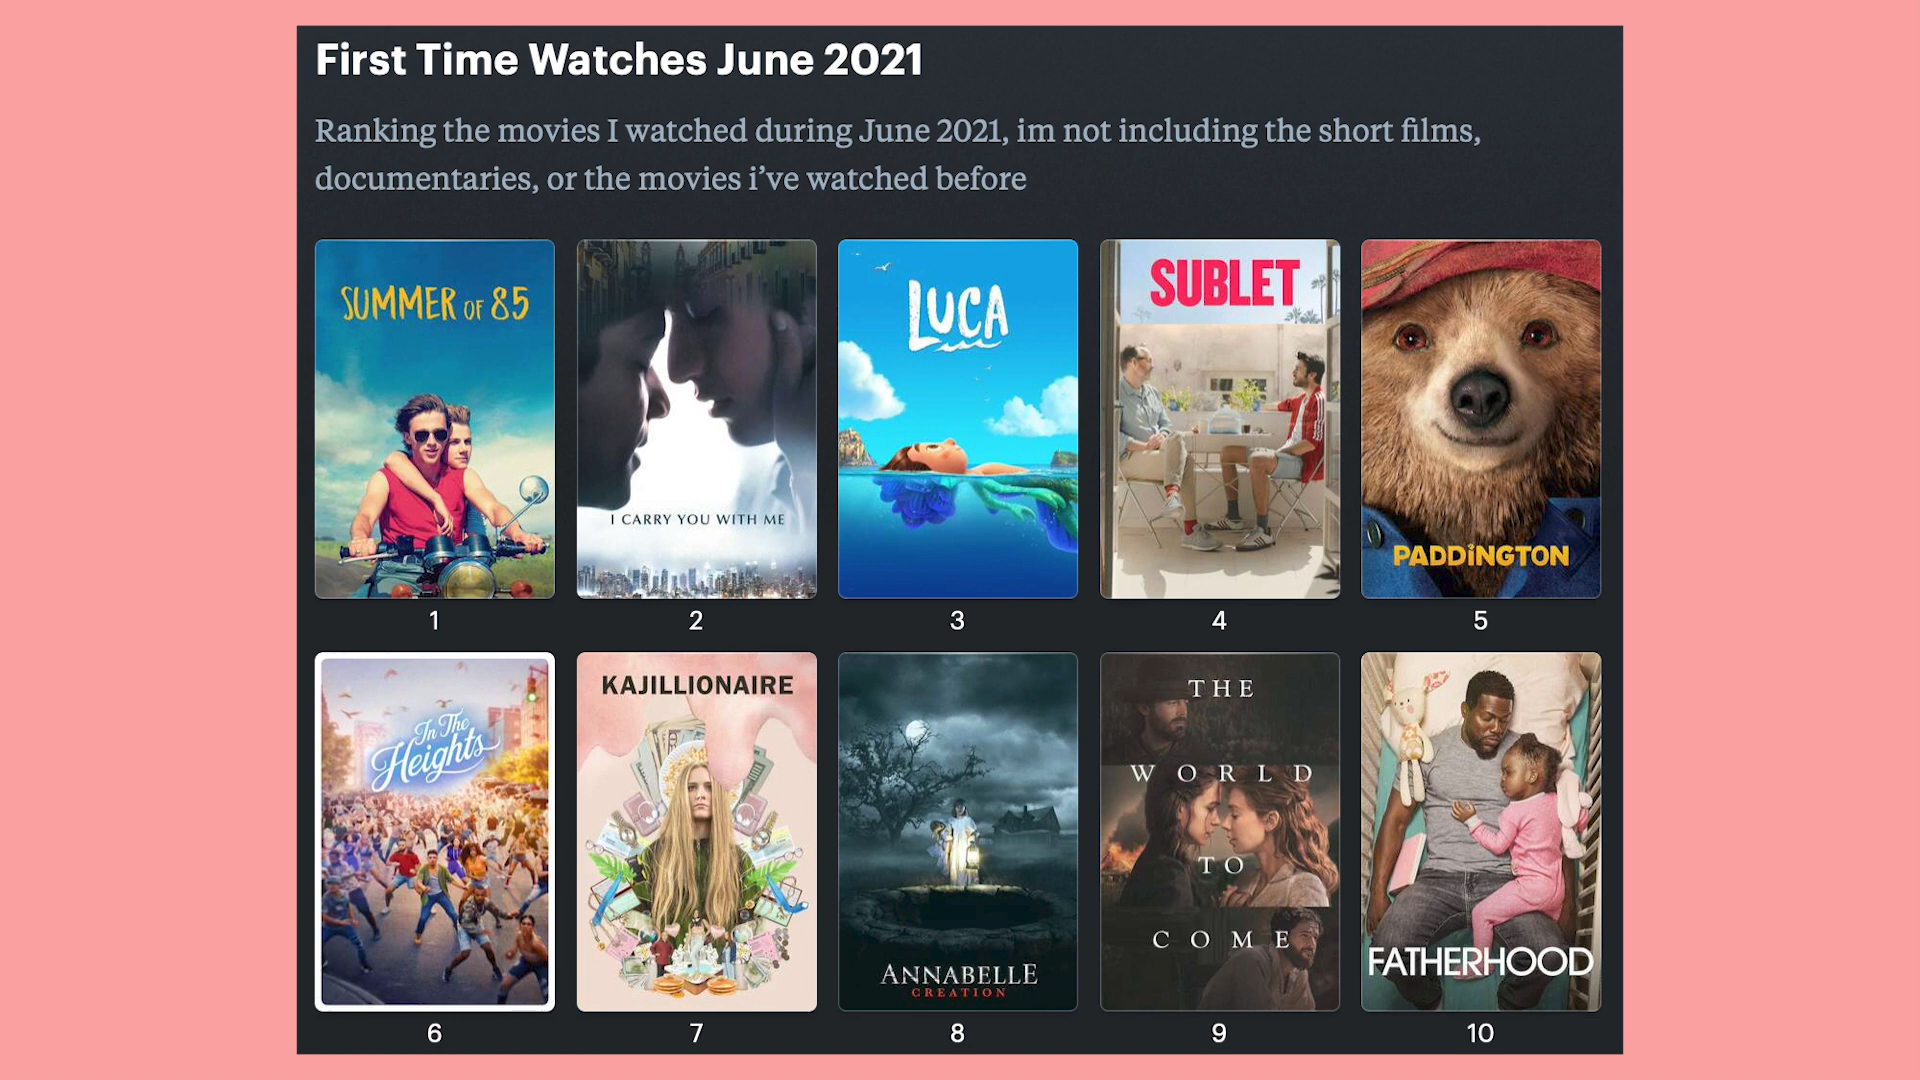 First Time Watches June 2021
Ranking the movies I watched during June 2021, im not including the short films,
documentaries, or the movies i’ve watched before
SUMMER OF 85
I CARRY YOU WITH ME
LUCA
SUBLET
PADDINGTON
1
2
3
4
5
In The
Heights
KAJILLIONAIRE
ANNABELLE
CREATION
THE
WORLD
TO
COME
FATHERHOOD
6
7
8
9
10